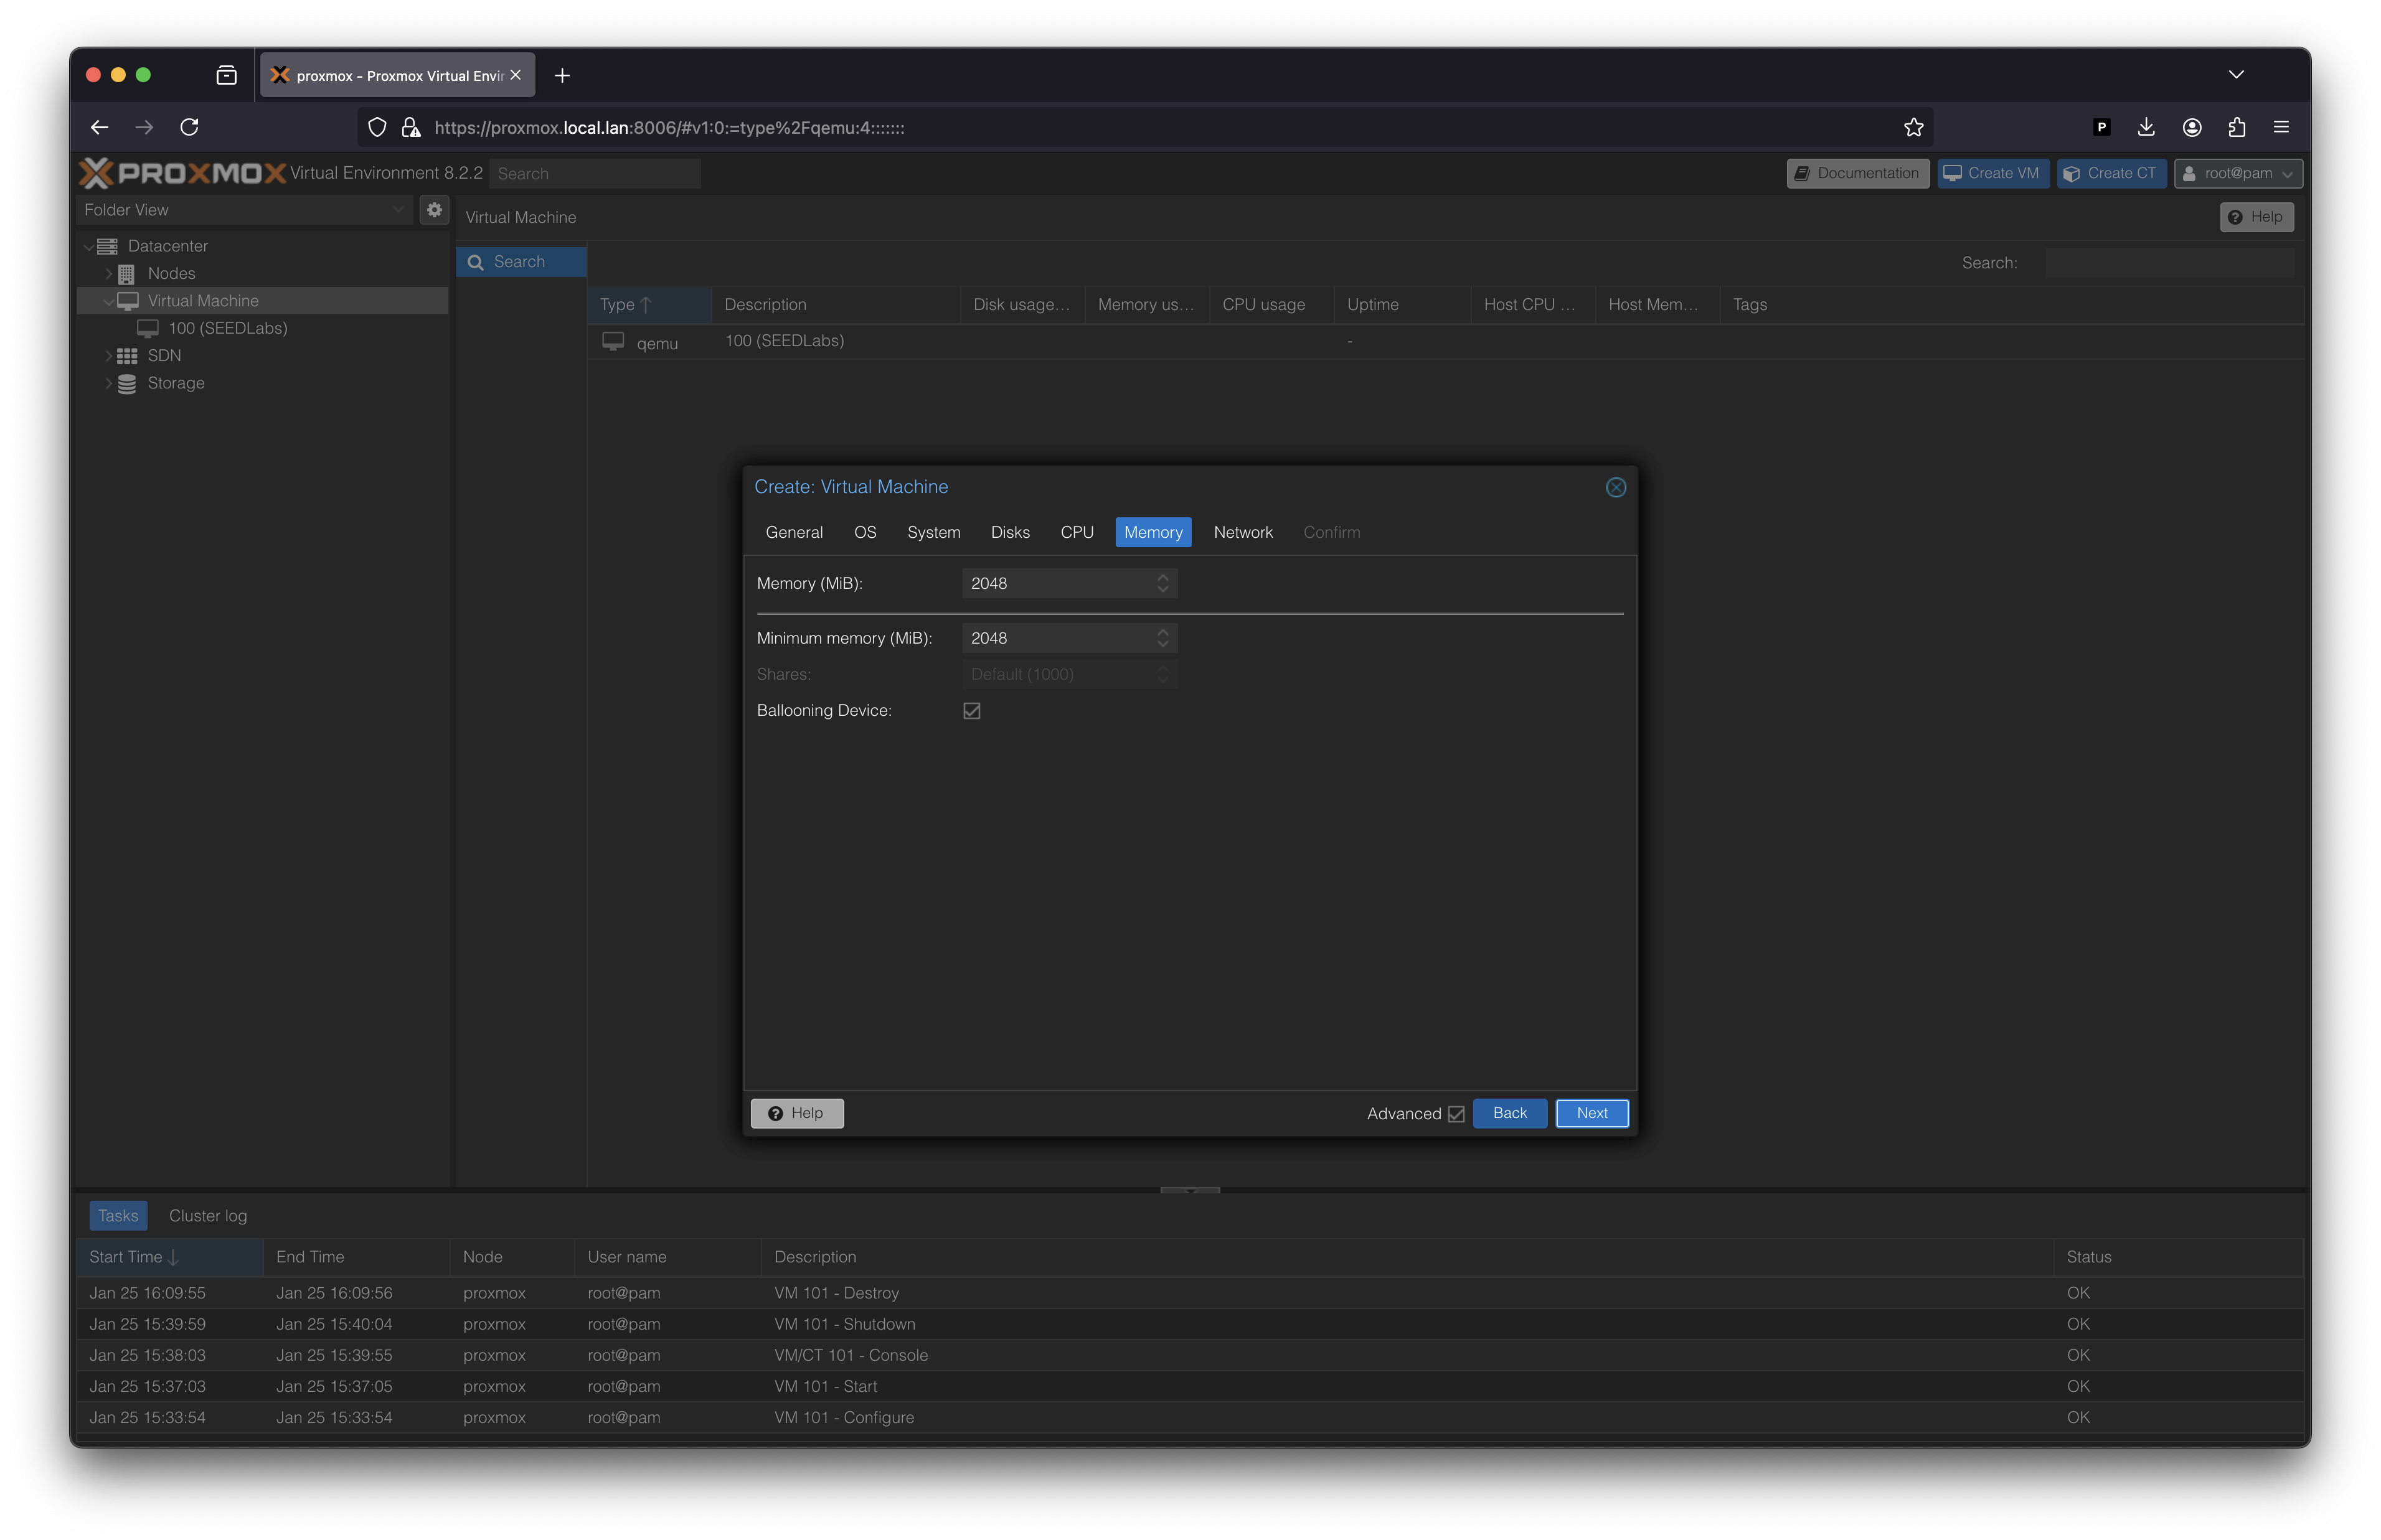 proxmox - Proxmox Virtual Envir
https://proxmox.local.lan:8006/#v1:0:=type%2Fqemu:4:::::::
P
PROXMOX Virtual Environment 8.2.2 Search Documentation Create VM Create CT root@pam
Folder View
Virtual Machine Help
Datacenter
Nodes
Virtual Machine
100 (SEEDLabs)
SDN
Storage
Search
Search:
Type Description Disk usage... Memory us... CPU usage Uptime Host CPU ... Host Mem... Tags
qemu 100 (SEEDLabs) -
Create: Virtual Machine
General OS System Disks CPU Memory Network Confirm
Memory (MiB): 2048
Minimum memory (MiB): 2048
Shares: Default (1000)
Ballooning Device:
Help Advanced Back Next
Tasks Cluster log
Start Time End Time Node User name Description Status
Jan 25 16:09:55 Jan 25 16:09:56 proxmox root@pam VM 101 - Destroy OK
Jan 25 15:39:59 Jan 25 15:40:04 proxmox root@pam VM 101 - Shutdown OK
Jan 25 15:38:03 Jan 25 15:39:55 proxmox root@pam VM/CT 101 - Console OK
Jan 25 15:37:03 Jan 25 15:37:05 proxmox root@pam VM 101 - Start OK
Jan 25 15:33:54 Jan 25 15:33:54 proxmox root@pam VM 101 - Configure OK